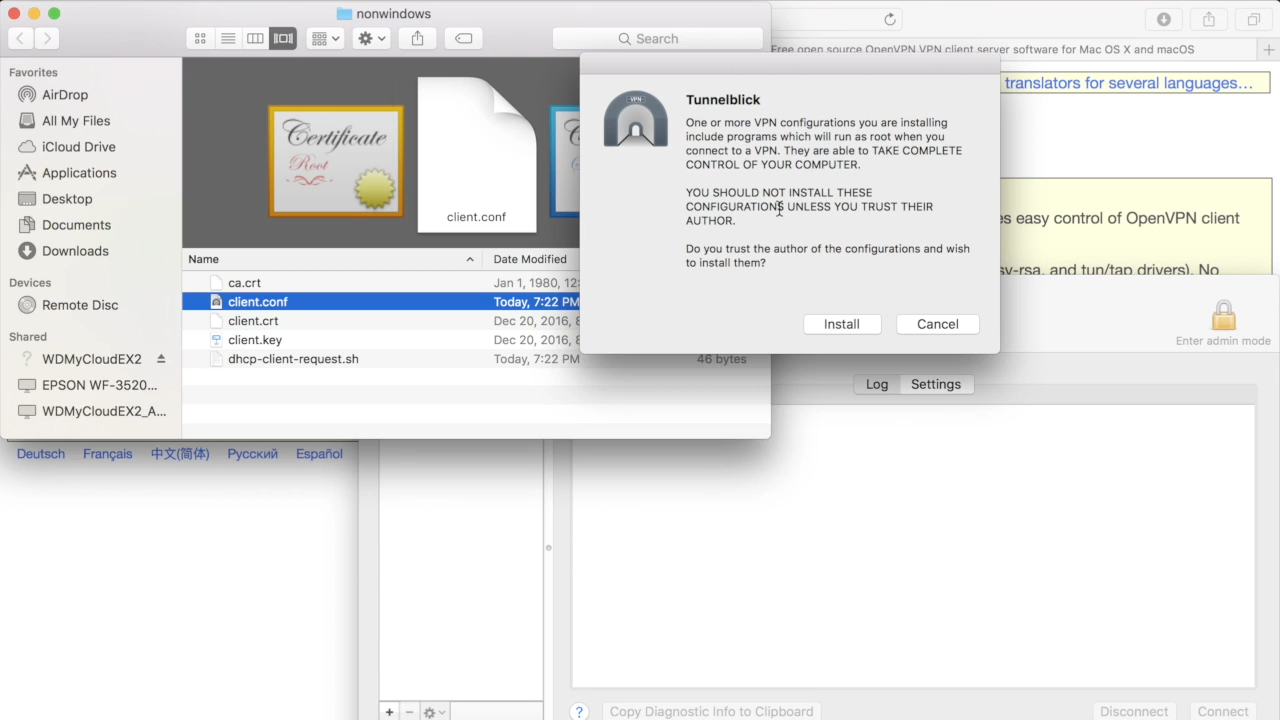 nonwindows
Search
Favorites
AirDrop
All My Files
iCloud Drive
Applications
Desktop
Documents
Downloads
Devices
Remote Disc
Shared
WDMyCloudEX2
EPSON WF-3520...
WDMyCloudEX2_A...
Certificate
Root
client.conf
Name
Date Modified
ca.crt
Jan 1, 1980, 12:
client.conf
Today, 7:22 PM
client.crt
Dec 20, 2016, 8
client.key
Dec 20, 2016, 8
dhcp-client-request.sh
Today, 7:22 PM
46 bytes
VPN
Tunnelblick
One or more VPN configurations you are installing
include programs which will run as root when you
connect to a VPN. They are able to TAKE COMPLETE
CONTROL OF YOUR COMPUTER.
YOU SHOULD NOT INSTALL THESE
CONFIGURATIONS UNLESS YOU TRUST THEIR
AUTHOR.
Do you trust the author of the configurations and wish
to install them?
Install
Cancel
Free open source OpenVPN VPN client server software for Mac OS X and macOS
translators for several languages...
es easy control of OpenVPN client
sy-rsa, and tun/tap drivers). No
Enter admin mode
Log
Settings
Deutsch
Français
中文(简体)
Русский
Español
Copy Diagnostic Info to Clipboard
Disconnect
Connect